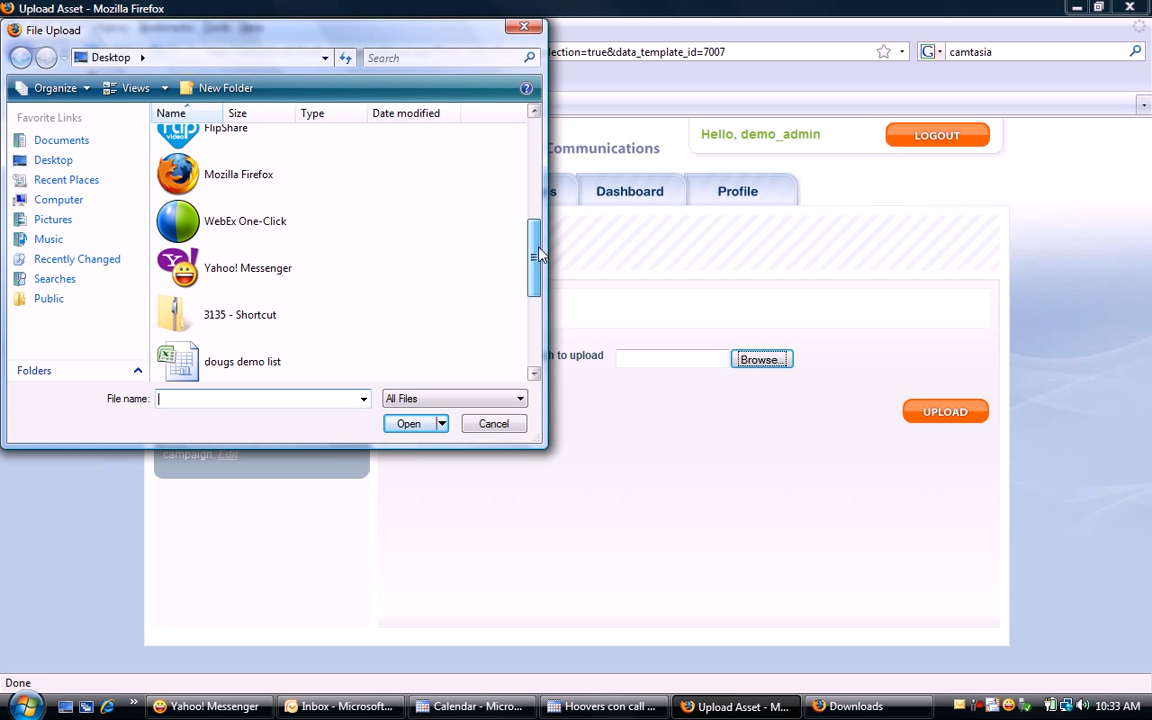 Upload Asset - Mozilla Firefox
File Upload
Desktop
Search
lection=true&data_template_id=7007
camtasia
Organize
Views
New Folder
Favorite Links
Documents
Desktop
Recent Places
Computer
Pictures
Music
Recently Changed
Searches
Public
Folders
Name
Size
Type
Date modified
FlipShare
Mozilla Firefox
WebEx One-Click
Yahoo! Messenger
3135 - Shortcut
dougs demo list
File name:
All Files
Open
Cancel
Communications
Hello, demo_admin
LOGOUT
s
Dashboard
Profile
h to upload
Browse...
UPLOAD
campaign. Edit
Done
Yahoo! Messenger
Inbox - Microsoft...
Calendar - Micro...
Hoovers con call ...
Upload Asset - M...
Downloads
10:33 AM